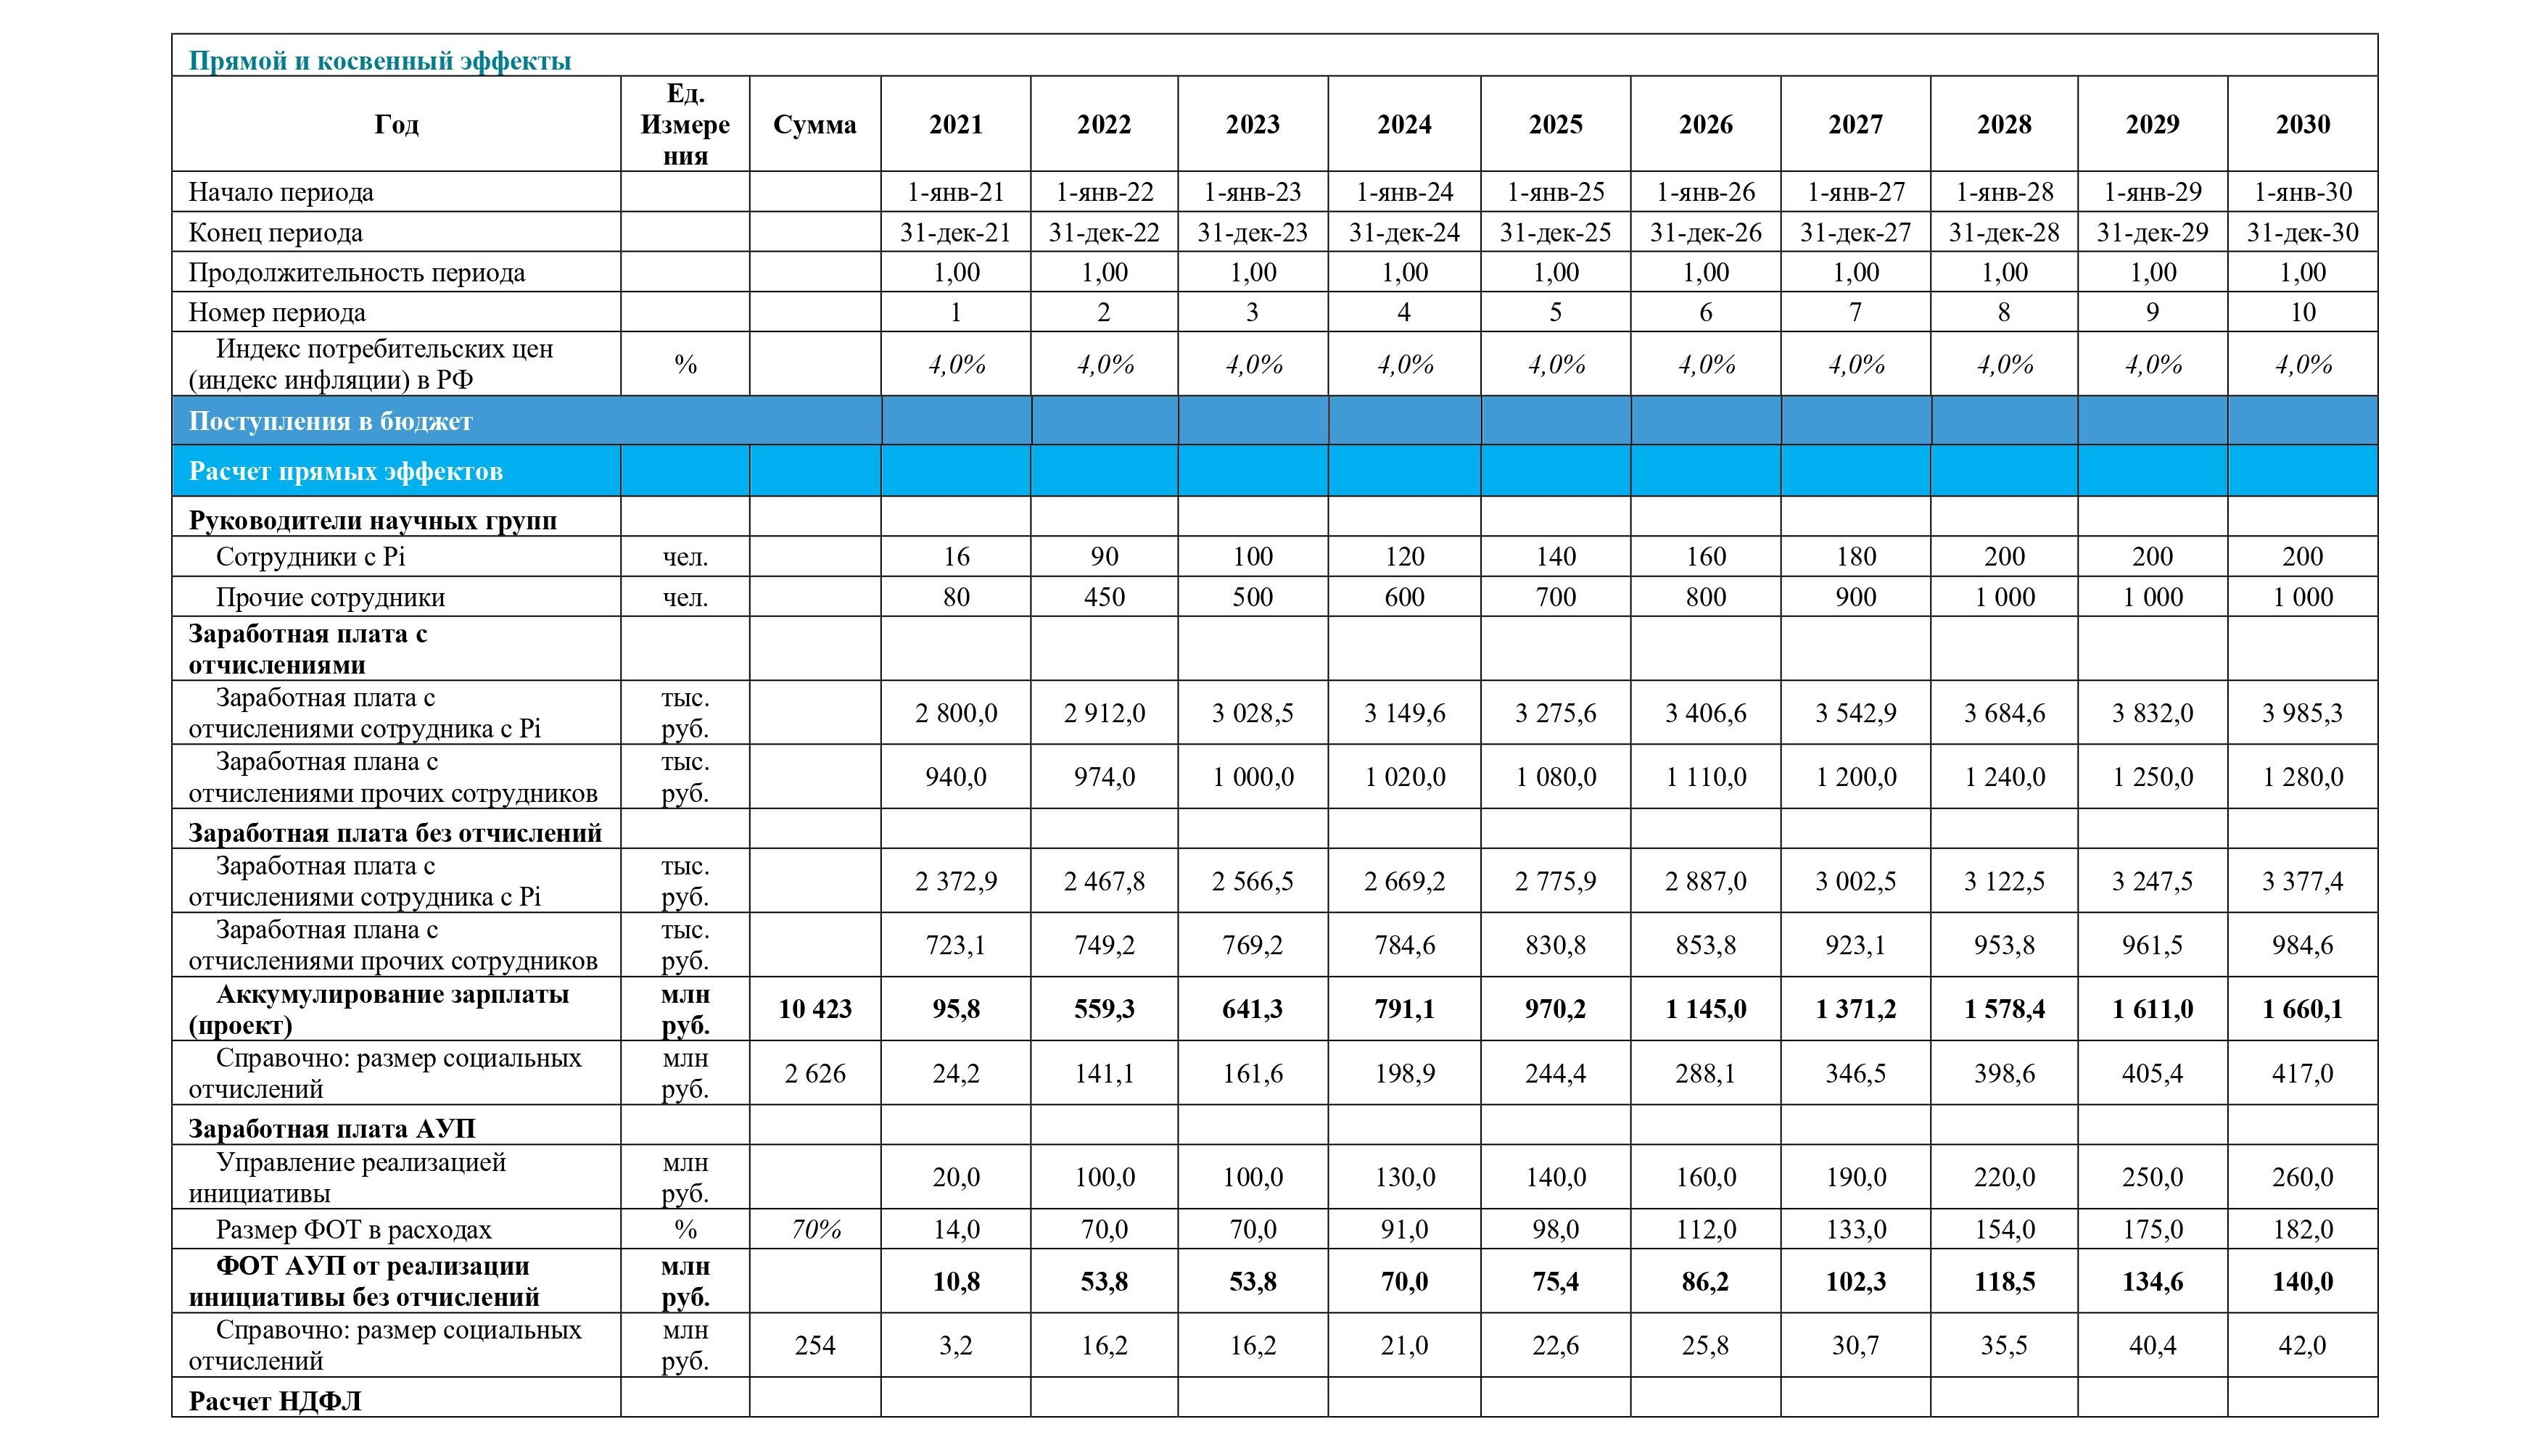 Прямой и косвенный эффекты
Год Ед. Измере ния Сумма 2021 2022 2023 2024 2025 2026 2027 2028 2029 2030
Начало периода 1-янв-21 1-янв-22 1-янв-23 1-янв-24 1-янв-25 1-янв-26 1-янв-27 1-янв-28 1-янв-29 1-янв-30
Конец периода 31-дек-21 31-дек-22 31-дек-23 31-дек-24 31-дек-25 31-дек-26 31-дек-27 31-дек-28 31-дек-29 31-дек-30
Продолжительность периода 1,00 1,00 1,00 1,00 1,00 1,00 1,00 1,00 1,00 1,00
Номер периода 1 2 3 4 5 6 7 8 9 10
Индекс потребительских цен (индекс инфляции) в РФ % 4,0% 4,0% 4,0% 4,0% 4,0% 4,0% 4,0% 4,0% 4,0% 4,0%
Поступления в бюджет
Расчет прямых эффектов
Руководители научных групп
Сотрудники с Pi чел. 16 90 100 120 140 160 180 200 200 200
Прочие сотрудники чел. 80 450 500 600 700 800 900 1 000 1 000 1 000
Заработная плата с отчислениями
Заработная плата с отчислениями сотрудника с Pi тыс. руб. 2 800,0 2 912,0 3 028,5 3 149,6 3 275,6 3 406,6 3 542,9 3 684,6 3 832,0 3 985,3
Заработная плана с отчислениями прочих сотрудников тыс. руб. 940,0 974,0 1 000,0 1 020,0 1 080,0 1 110,0 1 200,0 1 240,0 1 250,0 1 280,0
Заработная плата без отчислений
Заработная плата с отчислениями сотрудника с Pi тыс. руб. 2 372,9 2 467,8 2 566,5 2 669,2 2 775,9 2 887,0 3 002,5 3 122,5 3 247,5 3 377,4
Заработная плана с отчислениями прочих сотрудников тыс. руб. 723,1 749,2 769,2 784,6 830,8 853,8 923,1 953,8 961,5 984,6
Аккумулирование зарплаты (проект) млн руб. 10 423 95,8 559,3 641,3 791,1 970,2 1 145,0 1 371,2 1 578,4 1 611,0 1 660,1
Справочно: размер социальных отчислений млн руб. 2 626 24,2 141,1 161,6 198,9 244,4 288,1 346,5 398,6 405,4 417,0
Заработная плата АУП
Управление реализацией инициативы млн руб. 20,0 100,0 100,0 130,0 140,0 160,0 190,0 220,0 250,0 260,0
Размер ФОТ в расходах % 70% 14,0 70,0 70,0 91,0 98,0 112,0 133,0 154,0 175,0 182,0
ФОТ АУП от реализации инициативы без отчислений млн руб. 10,8 53,8 53,8 70,0 75,4 86,2 102,3 118,5 134,6 140,0
Справочно: размер социальных отчислений млн руб. 254 3,2 16,2 16,2 21,0 22,6 25,8 30,7 35,5 40,4 42,0
Расчет НДФЛ